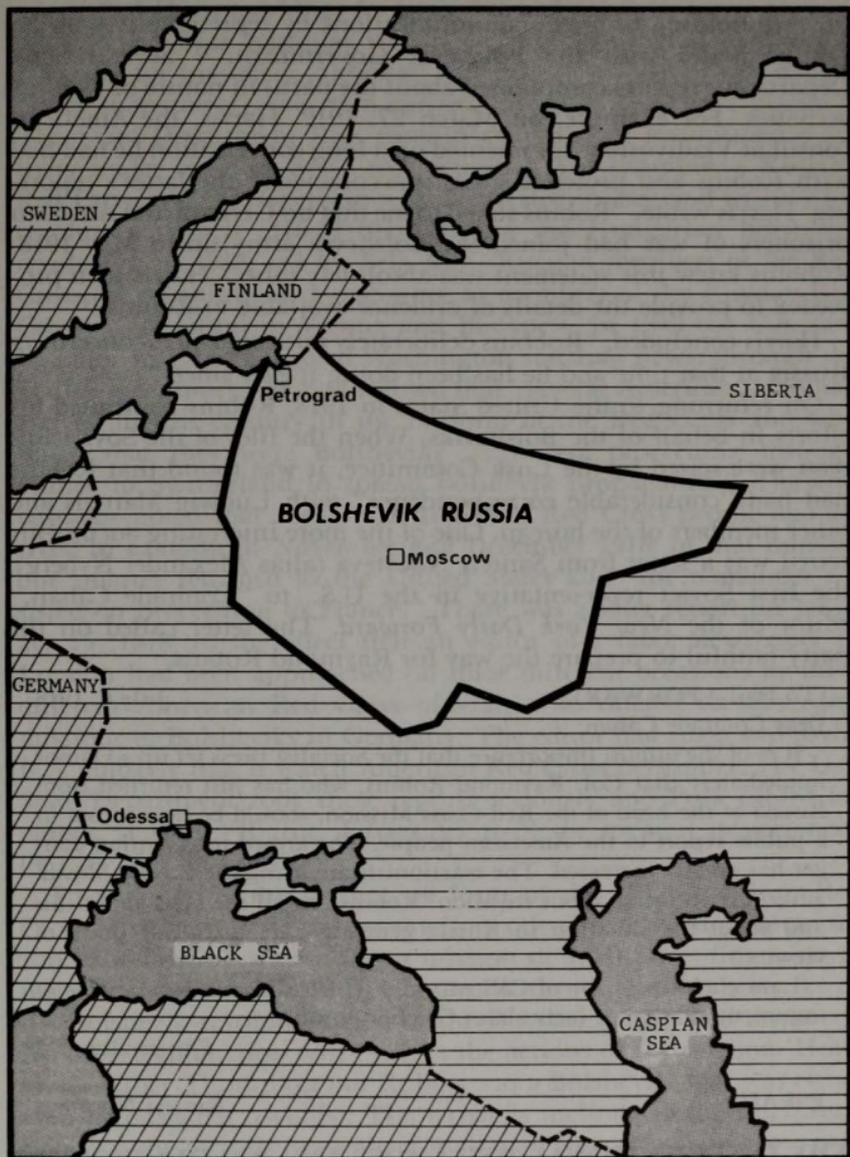 SWEDEN
FINLAND
Petrograd
SIBERIA
BOLSHEVIK RUSSIA
Moscow
GERMANY
Odessa
BLACK SEA
CASPIAN
SEA